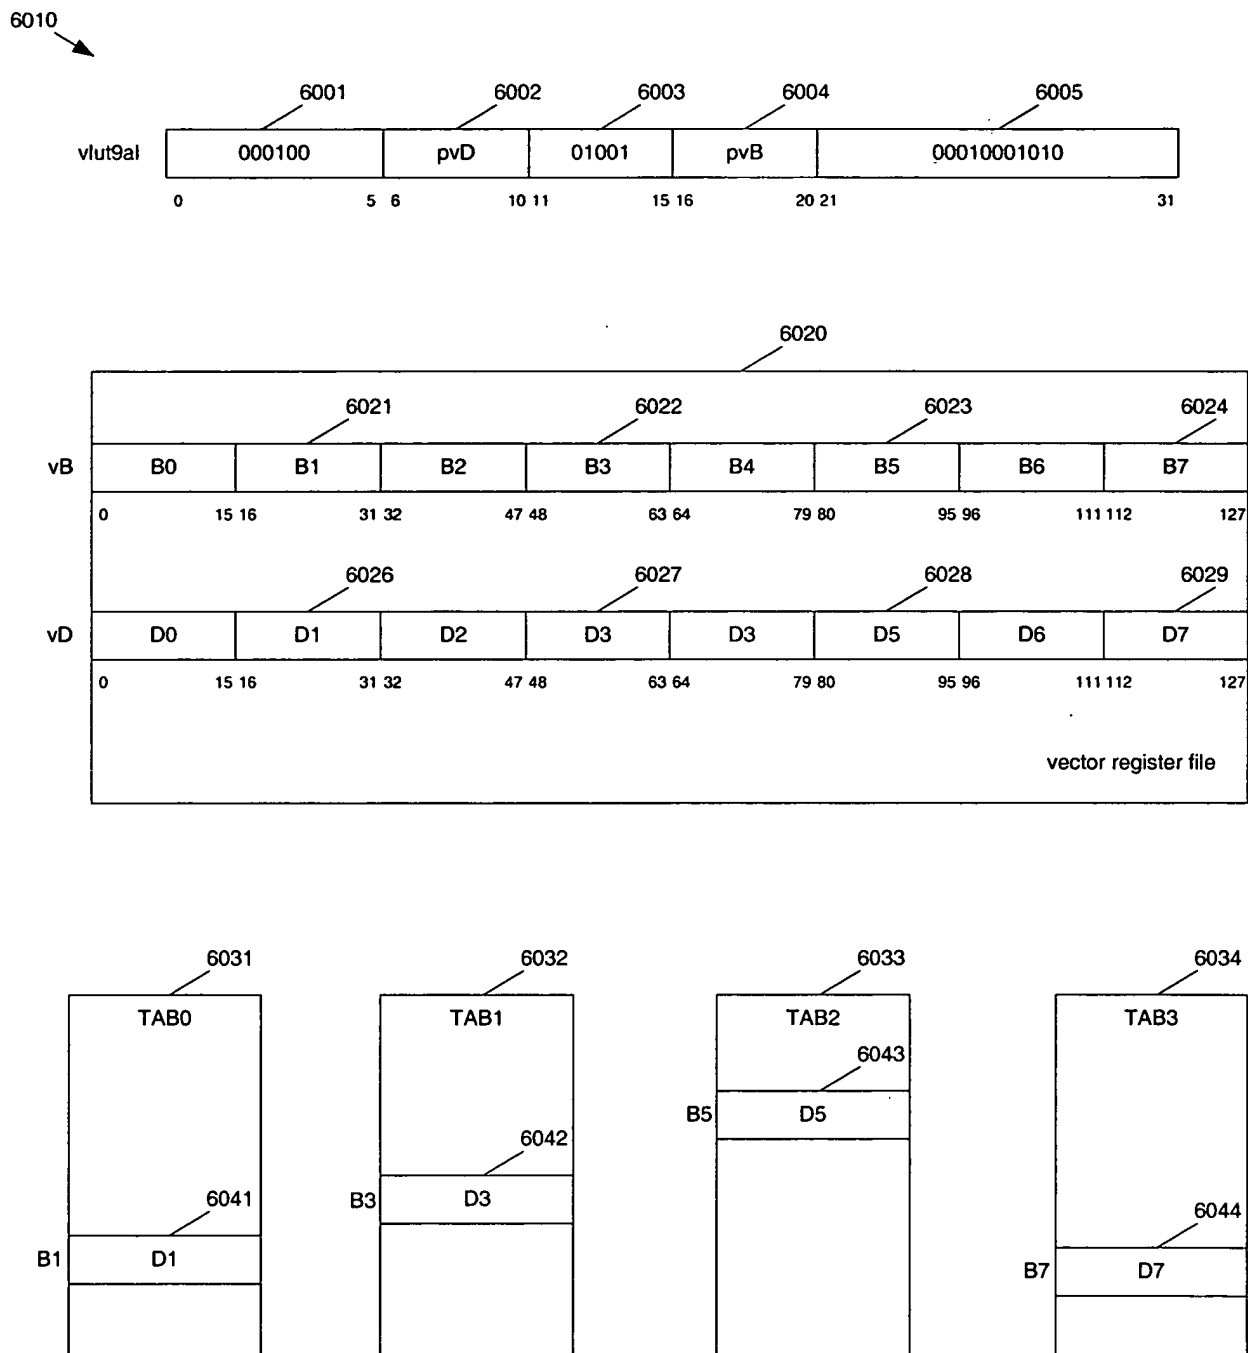 6010
6001 6002 6003 6004 6005
vlut9al 000100 pvD 01001 pvB 00010001010
0 5 6 10 11 15 16 20 21 31
6020
6021 6022 6023 6024
vB B0 B1 B2 B3 B4 B5 B6 B7
0 15 16 31 32 47 48 63 64 79 80 95 96 111 112 127
6026 6027 6028 6029
vD D0 D1 D2 D3 D3 D5 D6 D7
0 15 16 31 32 47 48 63 64 79 80 95 96 111 112 127
vector register file
6031 6032 6033 6034
TAB0 TAB1 TAB2 TAB3
6043
B5 D5
6042
B3 D3
6041 6044
B1 D1 B7 D7